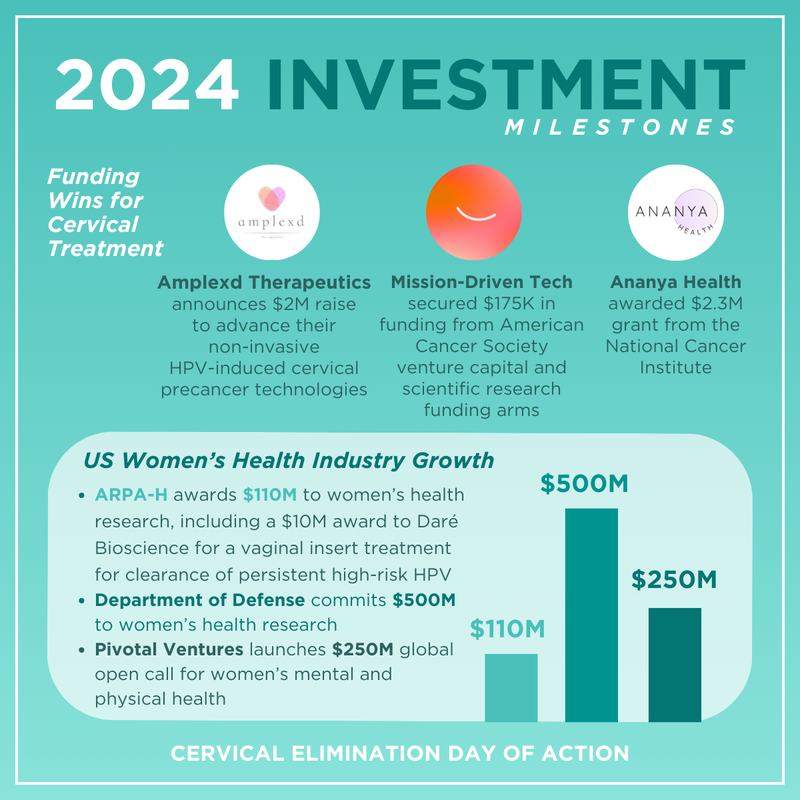 2024 INVESTMENT
MILESTONES
Funding
Wins for
Cervical
Treatment
amplexd
ANANYA
HEALTH
Amplexd Therapeutics
announces $2M raise
to advance their
non-invasive
HPV-induced cervical
precancer technologies
Mission-Driven Tech
secured $175K in
funding from American
Cancer Society
venture capital and
scientific research
funding arms
Ananya Health
awarded $2.3M
grant from the
National Cancer
Institute
US Women's Health Industry Growth
• ARPA-H awards $110M to women's health
research, including a $10M award to Daré
Bioscience for a vaginal insert treatment
for clearance of persistent high-risk HPV
• Department of Defense commits $500M
to women's health research
• Pivotal Ventures launches $250M global
open call for women's mental and
physical health
$110M
$500M
$250M
CERVICAL ELIMINATION DAY OF ACTION